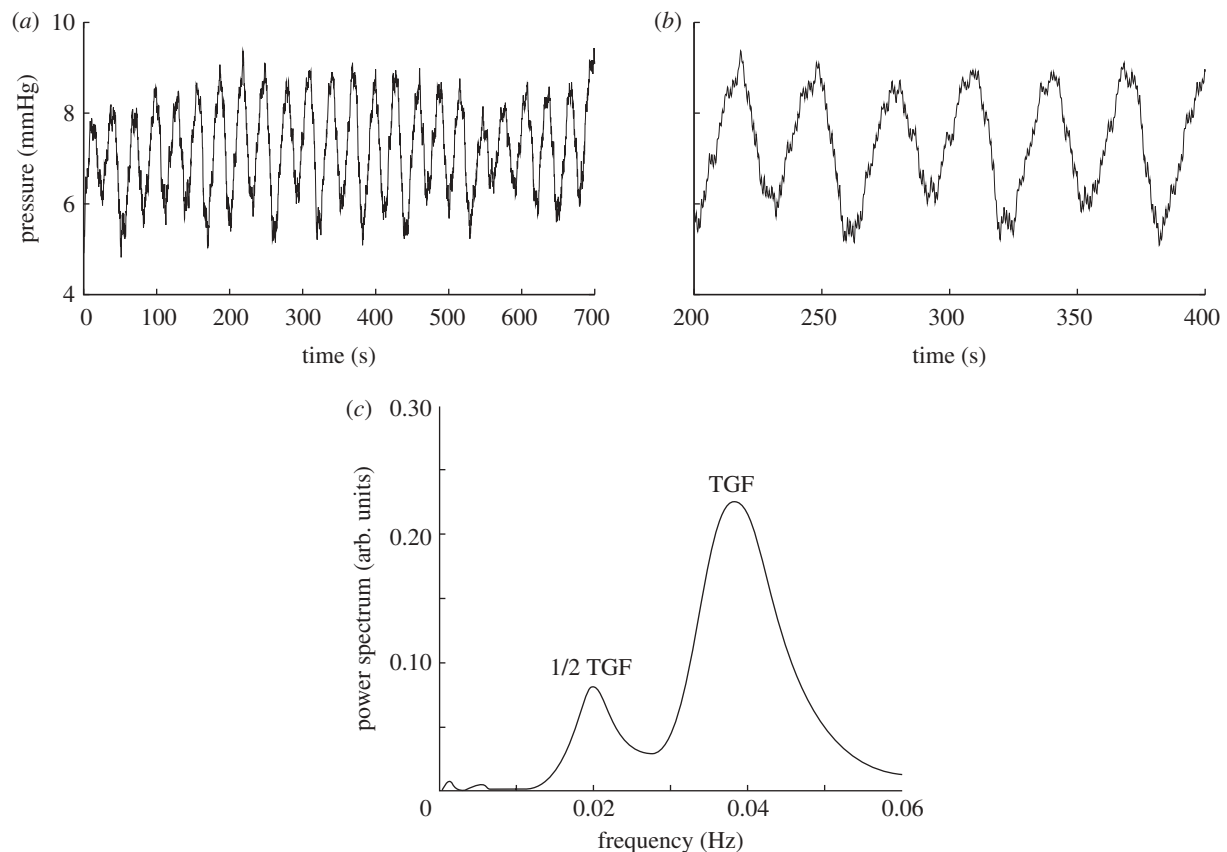 (a)
10
8
6
4
pressure (mmHg)
0 100 200 300 400 500 600 700
time (s)
(b)
200 250 300 350 400
time (s)
(c)
0.30
0.20
0.10
0
power spectrum (arb. units)
1/2 TGF
TGF
0.02 0.04 0.06
frequency (Hz)